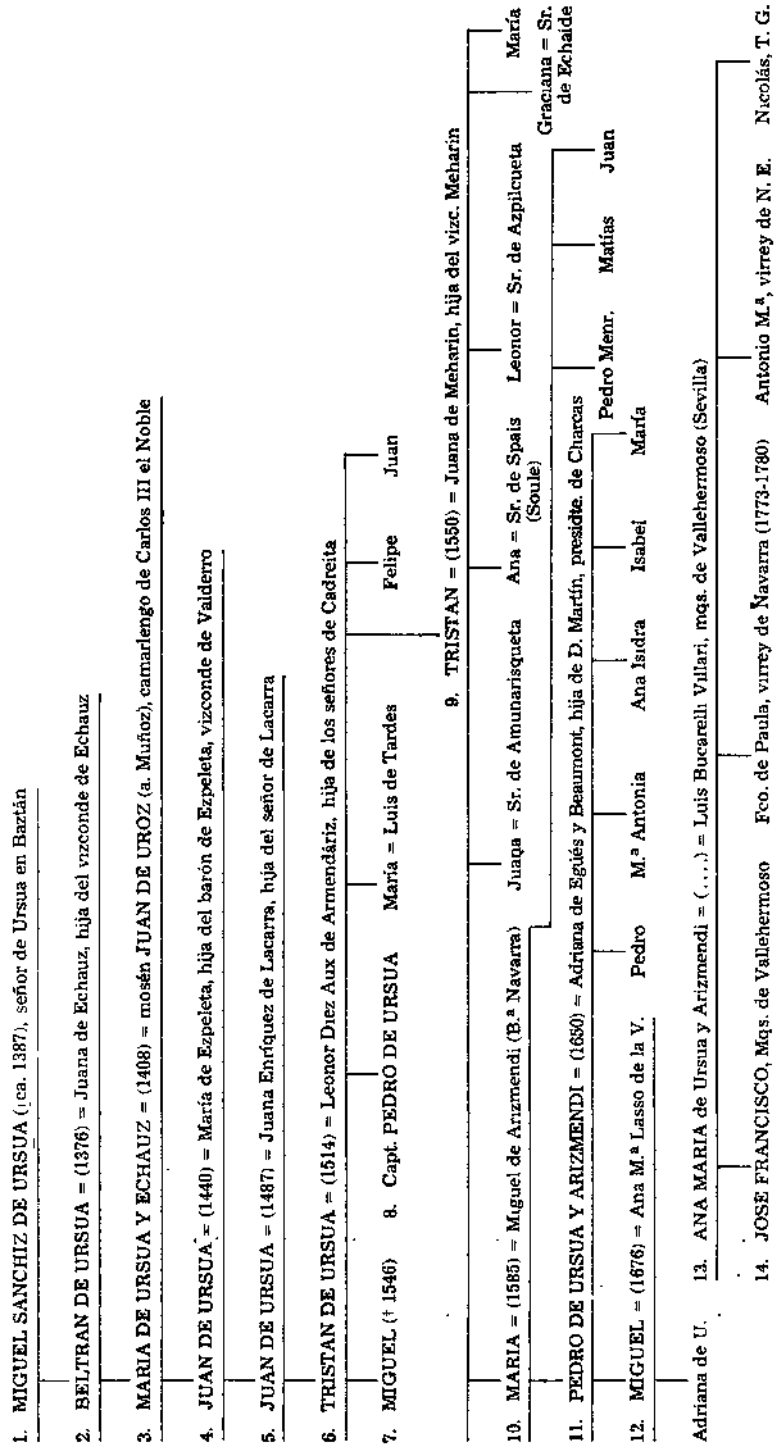 1. MIGUEL SANCHIZ DE URSUA (¡ca. 1387), señor de Ursua en Baztán
2. BELTRAN DE URSUA = (1376) = Juana de Echauz, hija del vizconde de Echauz
3. MARIA DE URSUA Y ECHAUZ = (1408) = mosén JUAN DE UROZ (a. Muñoz), camarlengo de Carlos III el Noble
4. JUAN DE URSUA = (1440) = María de Ezpeleta, hija del barón de Ezpeleta, vizconde de Valderro
5. JUAN DE URSUA = (1487) = Juana Enríquez de Lacarra, hija del señor de Lacarra
6. TRISTAN DE URSUA = (1514) = Leonor Diez Aux de Armendáriz, hija de los señores de Cadreita
7. MIGUEL († 1546) 8. Capt. PEDRO DE URSUA María = Luis de Tardes Felipe Juan
9. TRISTAN = (1550) = Juana de Meharin, hija del vizc. Meharin
10. MARIA = (1585) = Miguel de Arizmendi (B.ª Navarra) Juana = Sr. de Amunarisqueta Ana = Sr. de Spais Leonor = Sr. de Azpilcueta María
(Soule) Graciana = Sr.
de Echaide
11. PEDRO DE URSUA Y ARIZMENDI = (1650) = Adriana de Egüés y Beaumont, hija de D. Martín, presidte. de Charcas
Pedro Menr. Matías Juan
12. MIGUEL = (1676) = Ana M.ª Lasso de la V. Pedro M.ª Antonia Ana Isidra Isabel María
Adriana de U. 13. ANA MARIA de Ursua y Arizmendi = (....) = Luis Bucarelli Villari, mqs. de Vallehermoso (Sevilla)
14. JOSE FRANCISCO, Mqs. de Vallehermoso Fco. de Paula, virrey de Navarra (1773-1780) Antonio M.ª, virrey de N. E. Nicolás, T. G.